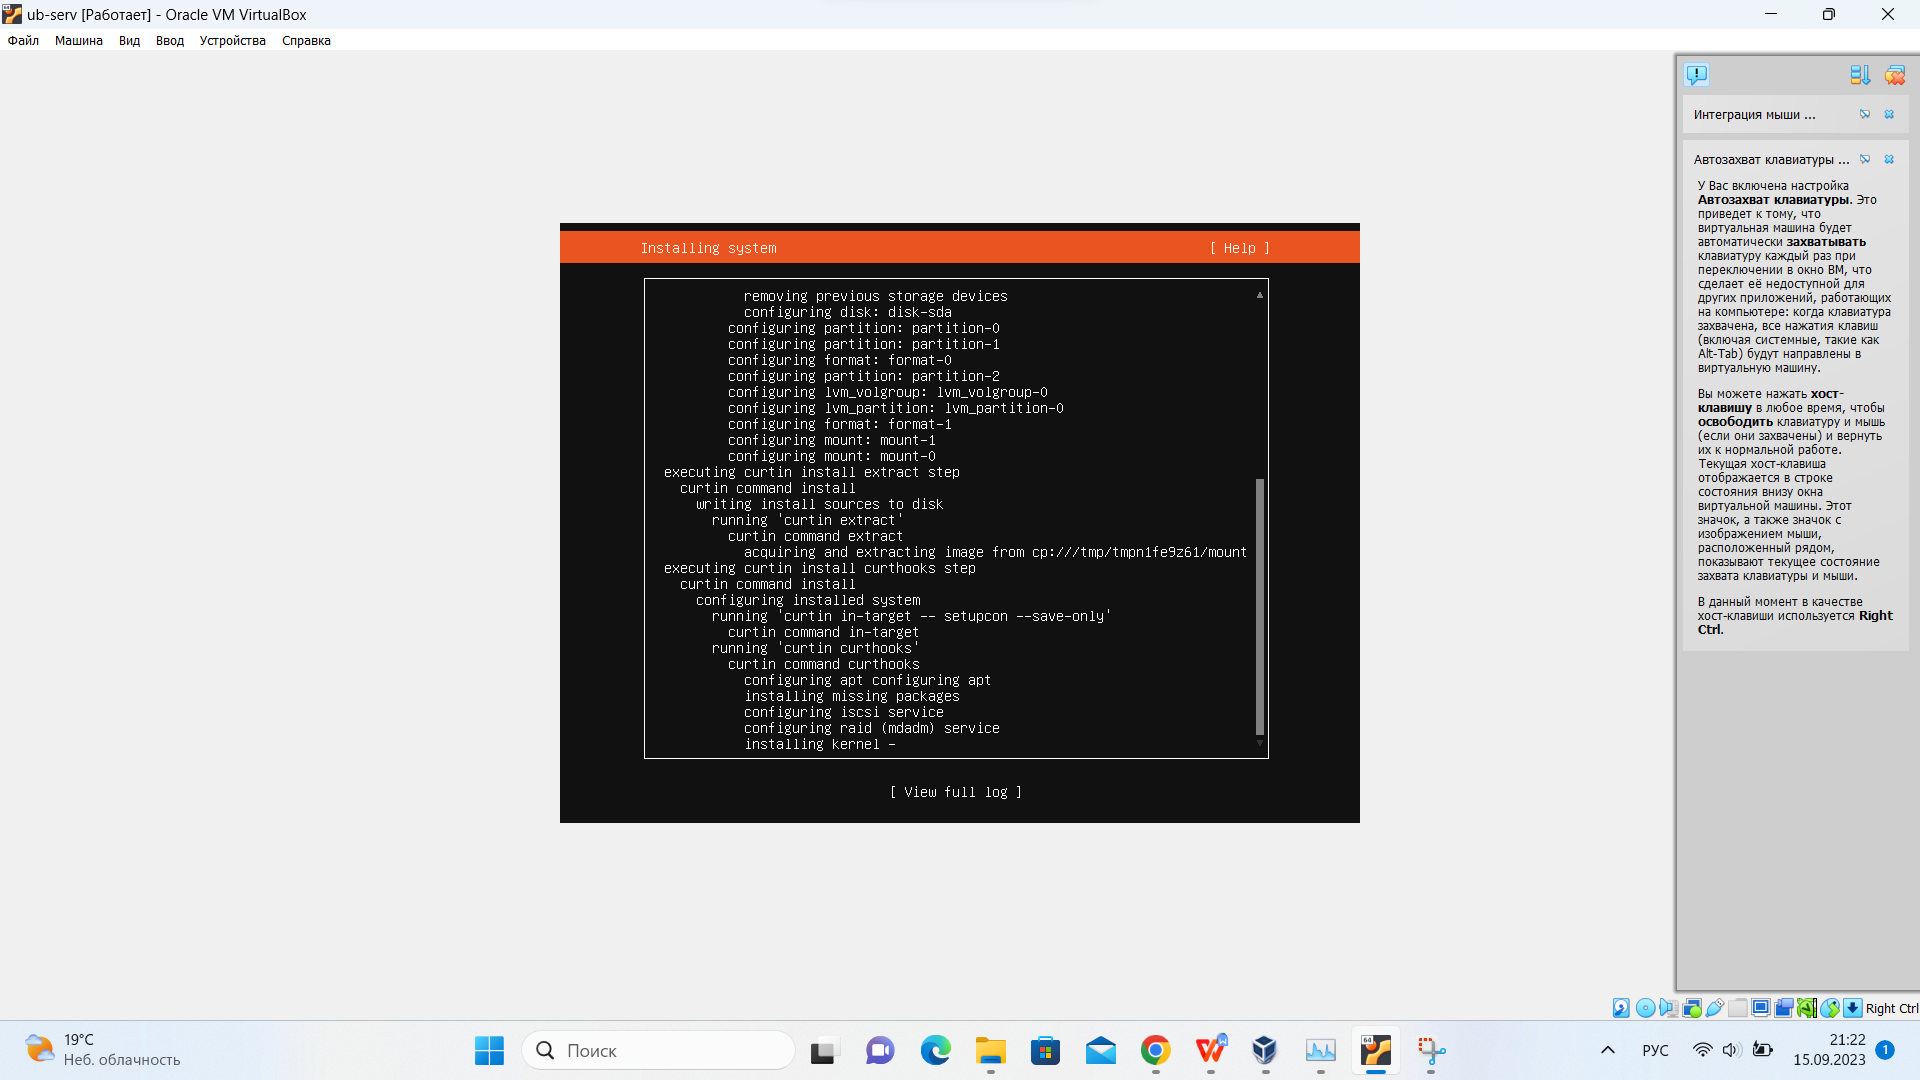 ub-serv [Работает] - Oracle VM VirtualBox
Файл Машина Вид Ввод Устройства Справка
Installing system [ Help ]
removing previous storage devices
configuring disk: disk-sda
configuring partition: partition-0
configuring partition: partition-1
configuring format: format-0
configuring partition: partition-2
configuring lvm_volgroup: lvm_volgroup-0
configuring lvm_partition: lvm_partition-0
configuring format: format-1
configuring mount: mount-1
configuring mount: mount-0
executing curtin install extract step
curtin command install
writing install sources to disk
running 'curtin extract'
curtin command extract
acquiring and extracting image from cp:///tmp/tmpn1fe9z61/mount
executing curtin install curthooks step
curtin command install
configuring installed system
running 'curtin in-target -- setupcon --save-only'
curtin command in-target
running 'curtin curthooks'
curtin command curthooks
configuring apt configuring apt
installing missing packages
configuring iscsi service
configuring raid (mdadm) service
installing kernel -
[ View full log ]
Интеграция мыши ...
Автозахват клавиатуры ...
У Вас включена настройка
Автозахват клавиатуры. Это
приведет к тому, что
виртуальная машина будет
автоматически захватывать
клавиатуру каждый раз при
переключении в окно ВМ, что
сделает её недоступной для
других приложений, работающих
на компьютере: когда клавиатура
захвачена, все нажатия клавиш
(включая системные, такие как
Alt-Tab) будут направлены в
виртуальную машину.
Вы можете нажать хост-
клавишу в любое время, чтобы
освободить клавиатуру и мышь
(если они захвачены) и вернуть
их к нормальной работе.
Текущая хост-клавиша
отображается в строке
состояния внизу окна
виртуальной машины. Этот
значок, а также значок с
изображением мыши,
расположенный рядом,
показывают текущее состояние
захвата клавиатуры и мыши.
В данный момент в качестве
хост-клавиши используется Right
Ctrl.
Right Ctrl
19°C
Неб. облачность
Поиск
64
РУС
21:22
15.09.2023
1